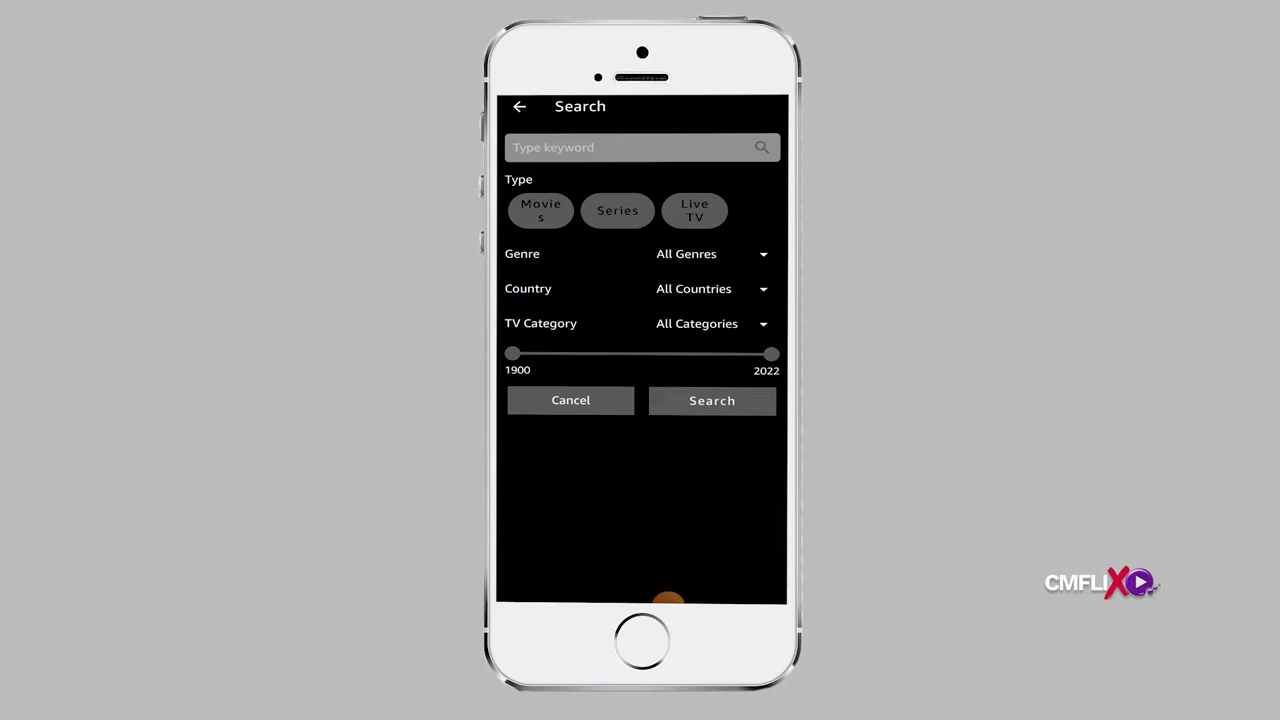 Search
Type keyword
Type
Movie
s
Series
Live
TV
Genre
All Genres
Country
All Countries
TV Category
All Categories
1900
2022
Cancel
Search
CMFLIX